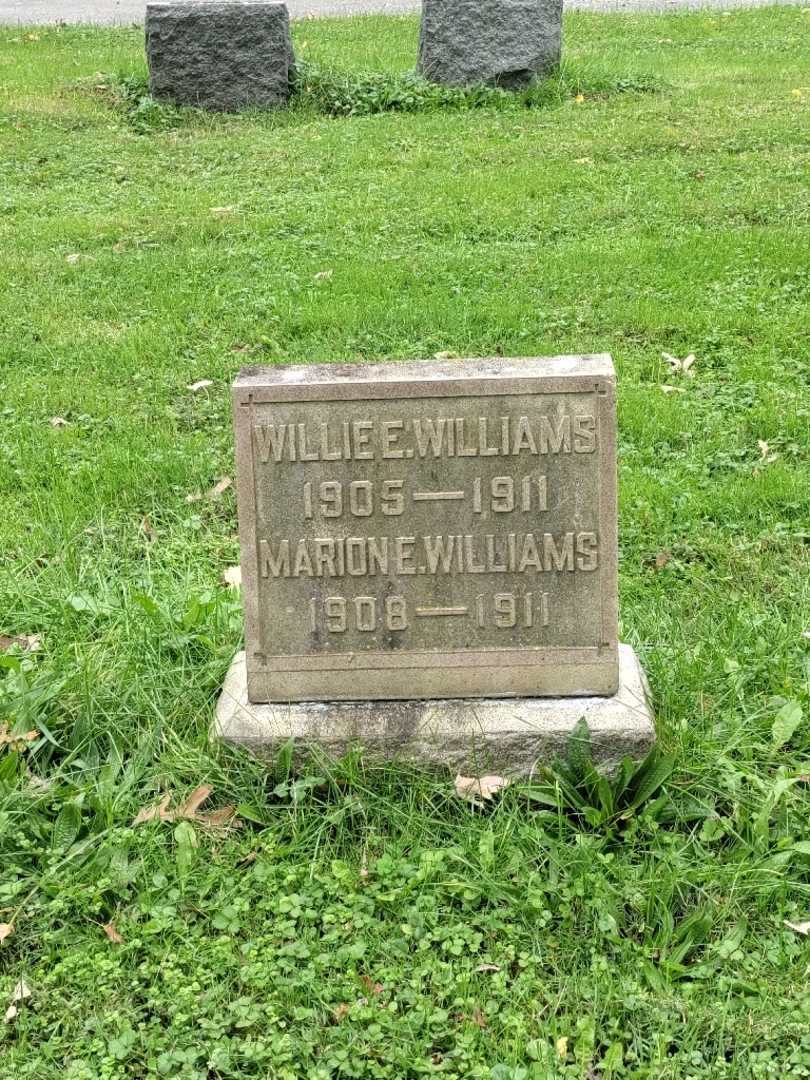 WILLIE E. WILLIAMS
1905 — 1911
MARION E. WILLIAMS
1908 — 1911